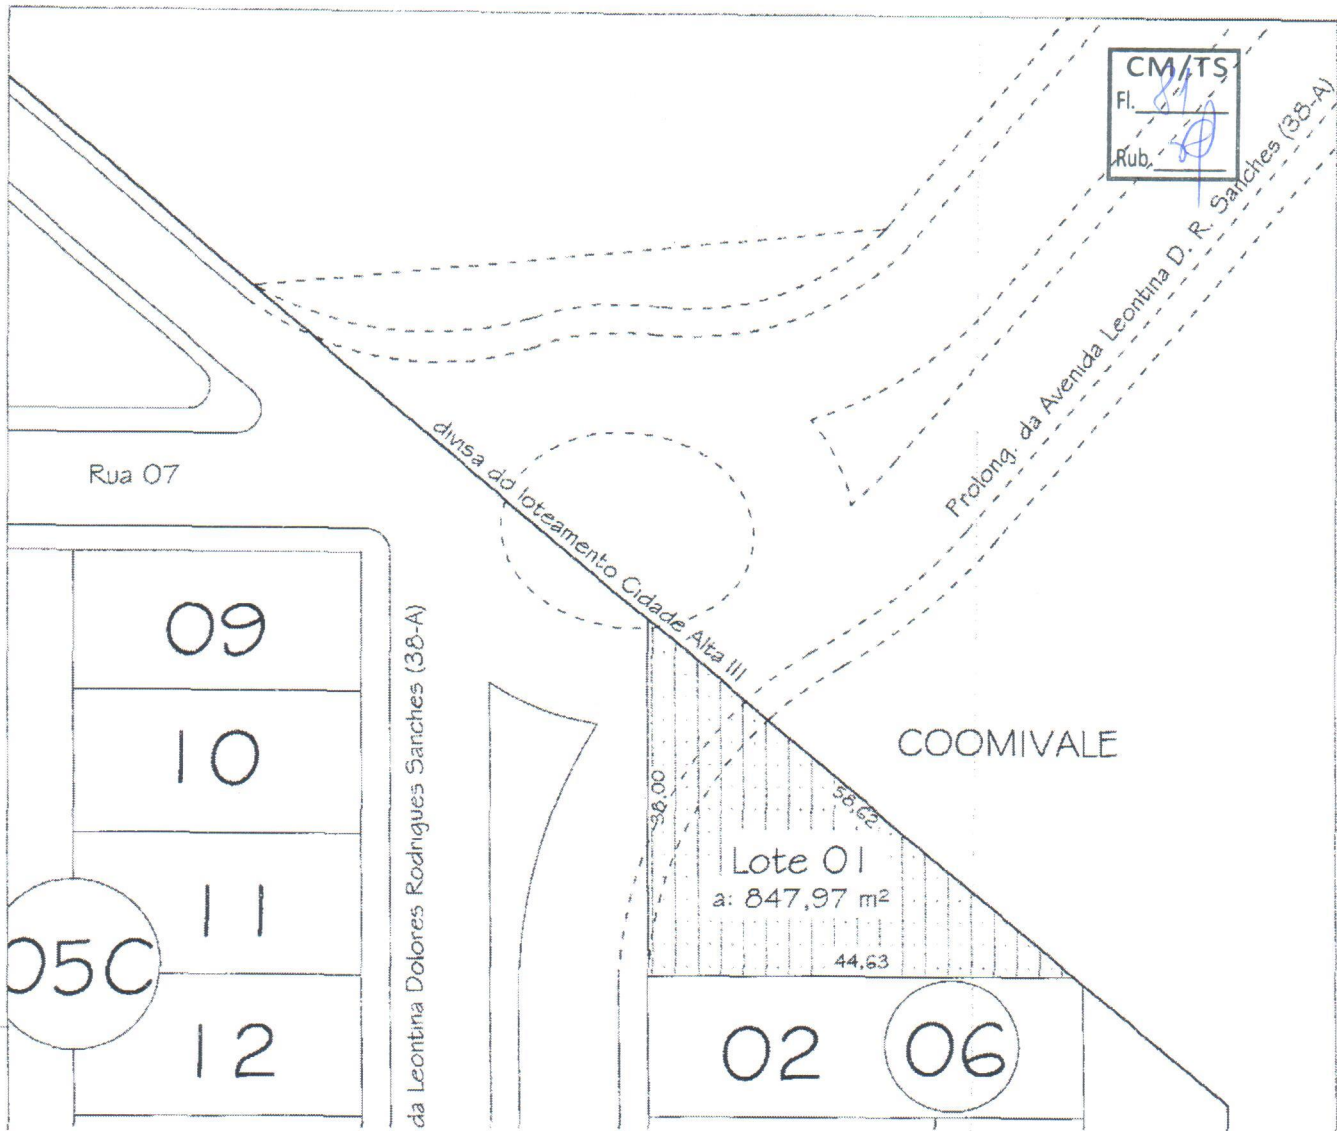 CM/TS
Fl. 81
Rub.
Prolong. da Avenida Leontina D. R. Sanches (38-A)
Rua 07
divisa do loteamento Cidade Alta III
09
10
11
12
05C
da Leontina Dolores Rodrigues Sanches (38-A)
COOMIVALE
38,00
58,62
Lote 01
a: 847,97 m²
44,63
02
06